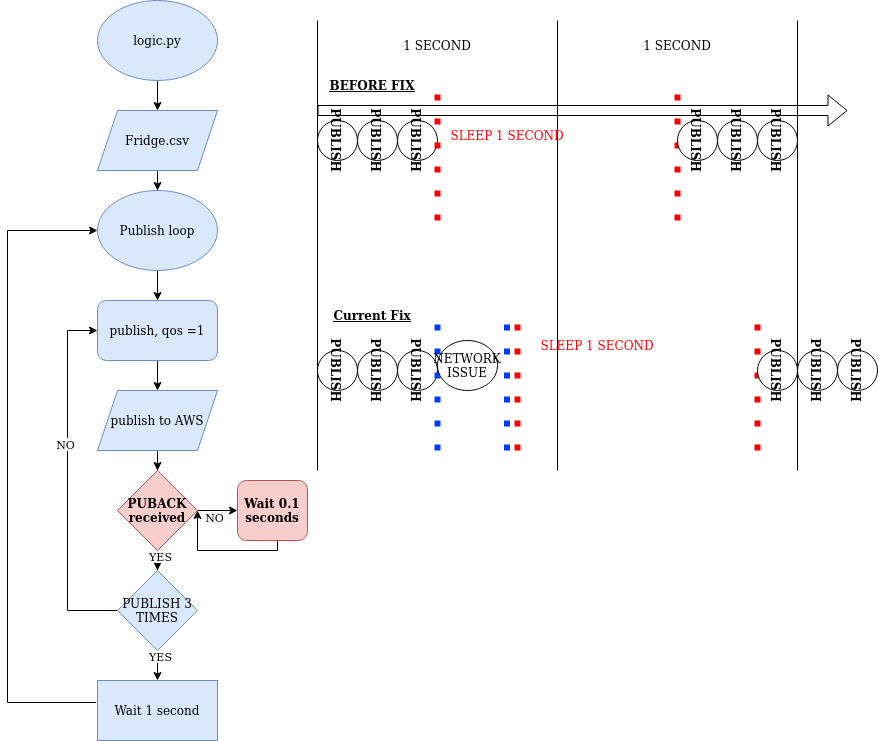 logic.py
Fridge.csv
Publish loop
publish, qos =1
publish to AWS
NO
PUBACK
received
NO
Wait 0.1
seconds
YES
PUBLISH 3
TIMES
YES
Wait 1 second
1 SECOND
1 SECOND
BEFORE FIX
PUBLISH
PUBLISH
PUBLISH
SLEEP 1 SECOND
PUBLISH
PUBLISH
PUBLISH
Current Fix
PUBLISH
PUBLISH
PUBLISH
NETWORK
ISSUE
SLEEP 1 SECOND
PUBLISH
PUBLISH
PUBLISH